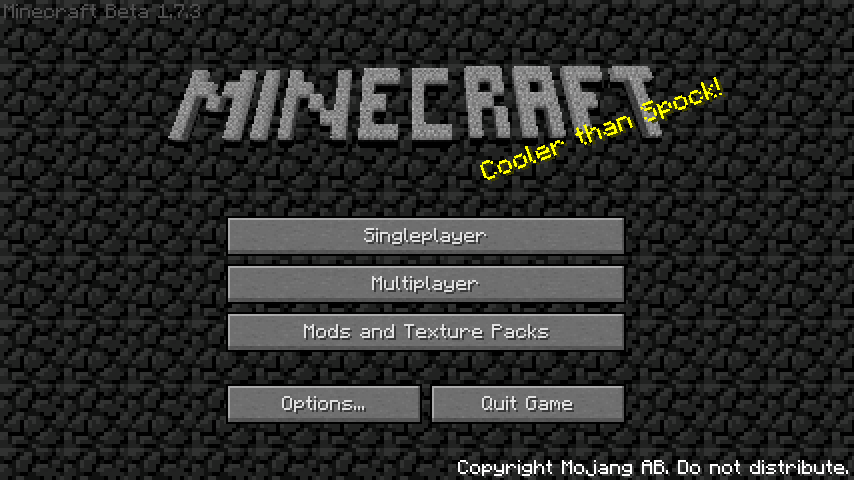 Minecraft Beta 1.7.3
MINECRAFT
Cooler than Spock!
Singleplayer
Multiplayer
Mods and Texture Packs
Options...
Quit Game
Copyright Mojang AB. Do not distribute.